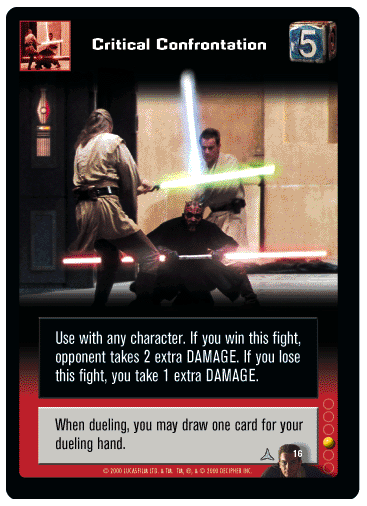 Critical Confrontation
5
Use with any character. If you win this fight,
opponent takes 2 extra DAMAGE. If you lose
this fight, you take 1 extra DAMAGE.
When dueling, you may draw one card for your
dueling hand.
16
© 2000 LUCASFILM LTD. & TM. TM, ®, & © 2000 DECIPHER INC.